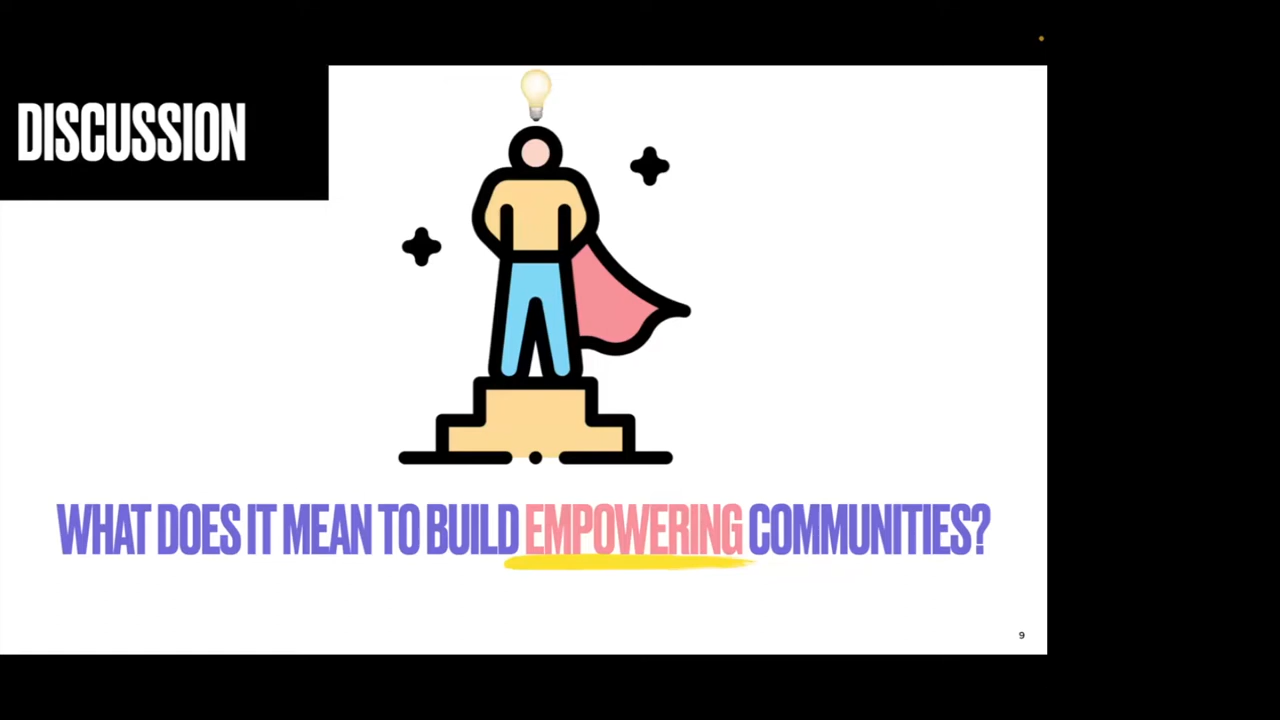 DISCUSSION
WHAT DOES IT MEAN TO BUILD EMPOWERING COMMUNITIES?
9